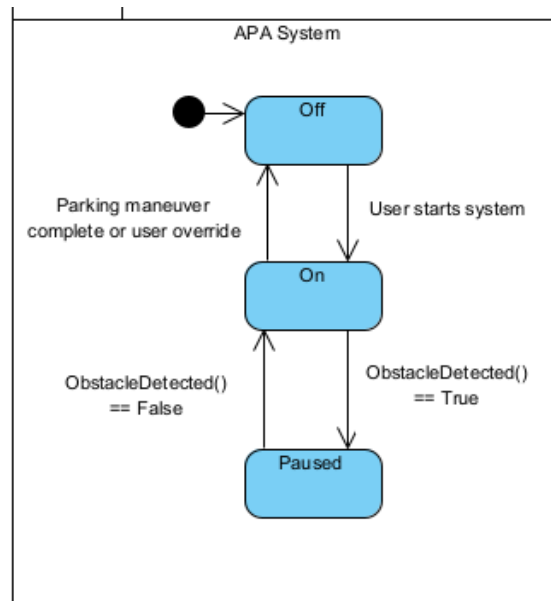 APA System
Off
Parking maneuver
complete or user override
User starts system
On
ObstacleDetected()
== False
ObstacleDetected()
== True
Paused